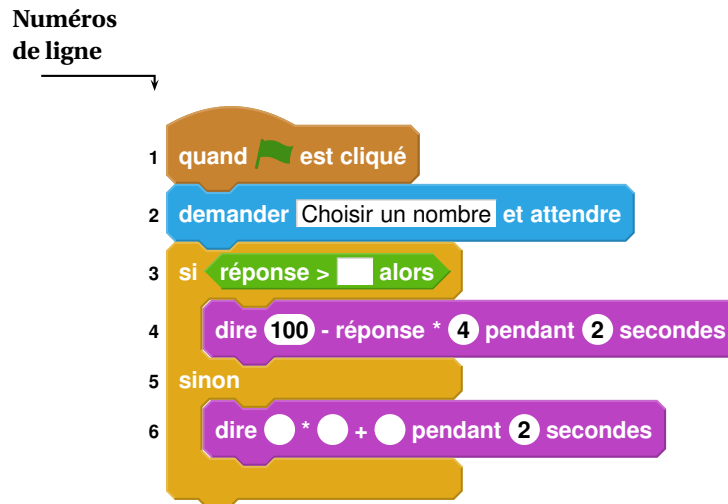 Numéros
de ligne
1 quand est cliqué
2 demander Choisir un nombre et attendre
3 si réponse > alors
4 dire 100 - réponse * 4 pendant 2 secondes
5 sinon
6 dire * + pendant 2 secondes